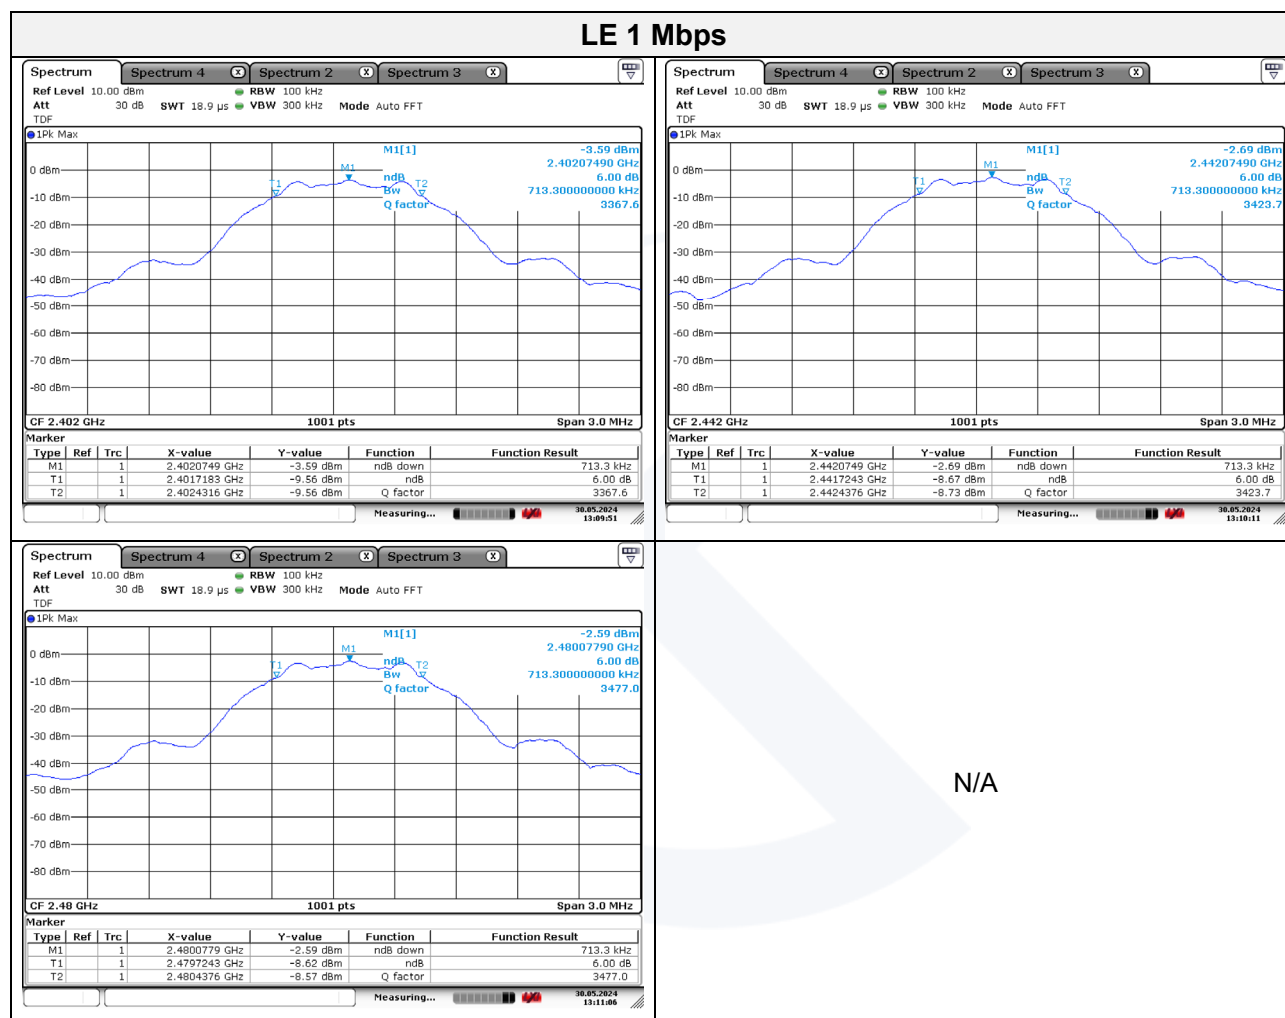 LE 1 Mbps
Spectrum Spectrum 4 X Spectrum 2 X Spectrum 3 X
Ref Level 10.00 dBm RBW 100 kHz
Att 30 dB SWT 18.9 µs VBW 300 kHz Mode Auto FFT
TDF
1Pk Max
M1[1] -3.59 dBm
2.40207490 GHz
0 dBm M1 ndB 6.00 dB
T1 T2 Bw 713.300000000 kHz
-10 dBm Q factor 3367.6
-20 dBm
-30 dBm
-40 dBm
-50 dBm
-60 dBm
-70 dBm
-80 dBm
CF 2.402 GHz 1001 pts Span 3.0 MHz
Marker
Type Ref Trc X-value Y-value Function Function Result
M1 1 2.4020749 GHz -3.59 dBm ndB down 713.3 kHz
T1 1 2.4017183 GHz -9.56 dBm ndB 6.00 dB
T2 1 2.4024316 GHz -9.56 dBm Q factor 3367.6
Measuring... 30.05.2024
13:09:51
Spectrum Spectrum 4 X Spectrum 2 X Spectrum 3 X
Ref Level 10.00 dBm RBW 100 kHz
Att 30 dB SWT 18.9 µs VBW 300 kHz Mode Auto FFT
TDF
1Pk Max
M1[1] -2.69 dBm
2.44207490 GHz
0 dBm M1 ndB 6.00 dB
T1 T2 Bw 713.300000000 kHz
-10 dBm Q factor 3423.7
-20 dBm
-30 dBm
-40 dBm
-50 dBm
-60 dBm
-70 dBm
-80 dBm
CF 2.442 GHz 1001 pts Span 3.0 MHz
Marker
Type Ref Trc X-value Y-value Function Function Result
M1 1 2.4420749 GHz -2.69 dBm ndB down 713.3 kHz
T1 1 2.4417243 GHz -8.67 dBm ndB 6.00 dB
T2 1 2.4424376 GHz -8.73 dBm Q factor 3423.7
Measuring... 30.05.2024
13:10:11
Spectrum Spectrum 4 X Spectrum 2 X Spectrum 3 X
Ref Level 10.00 dBm RBW 100 kHz
Att 30 dB SWT 18.9 µs VBW 300 kHz Mode Auto FFT
TDF
1Pk Max
M1[1] -2.59 dBm
2.48007790 GHz
0 dBm M1 ndB 6.00 dB
T1 T2 Bw 713.300000000 kHz
-10 dBm Q factor 3477.0
-20 dBm
-30 dBm
-40 dBm
-50 dBm
-60 dBm
-70 dBm
-80 dBm
CF 2.48 GHz 1001 pts Span 3.0 MHz
Marker
Type Ref Trc X-value Y-value Function Function Result
M1 1 2.4800779 GHz -2.59 dBm ndB down 713.3 kHz
T1 1 2.4797243 GHz -8.62 dBm ndB 6.00 dB
T2 1 2.4804376 GHz -8.57 dBm Q factor 3477.0
Measuring... 30.05.2024
13:11:06
N/A